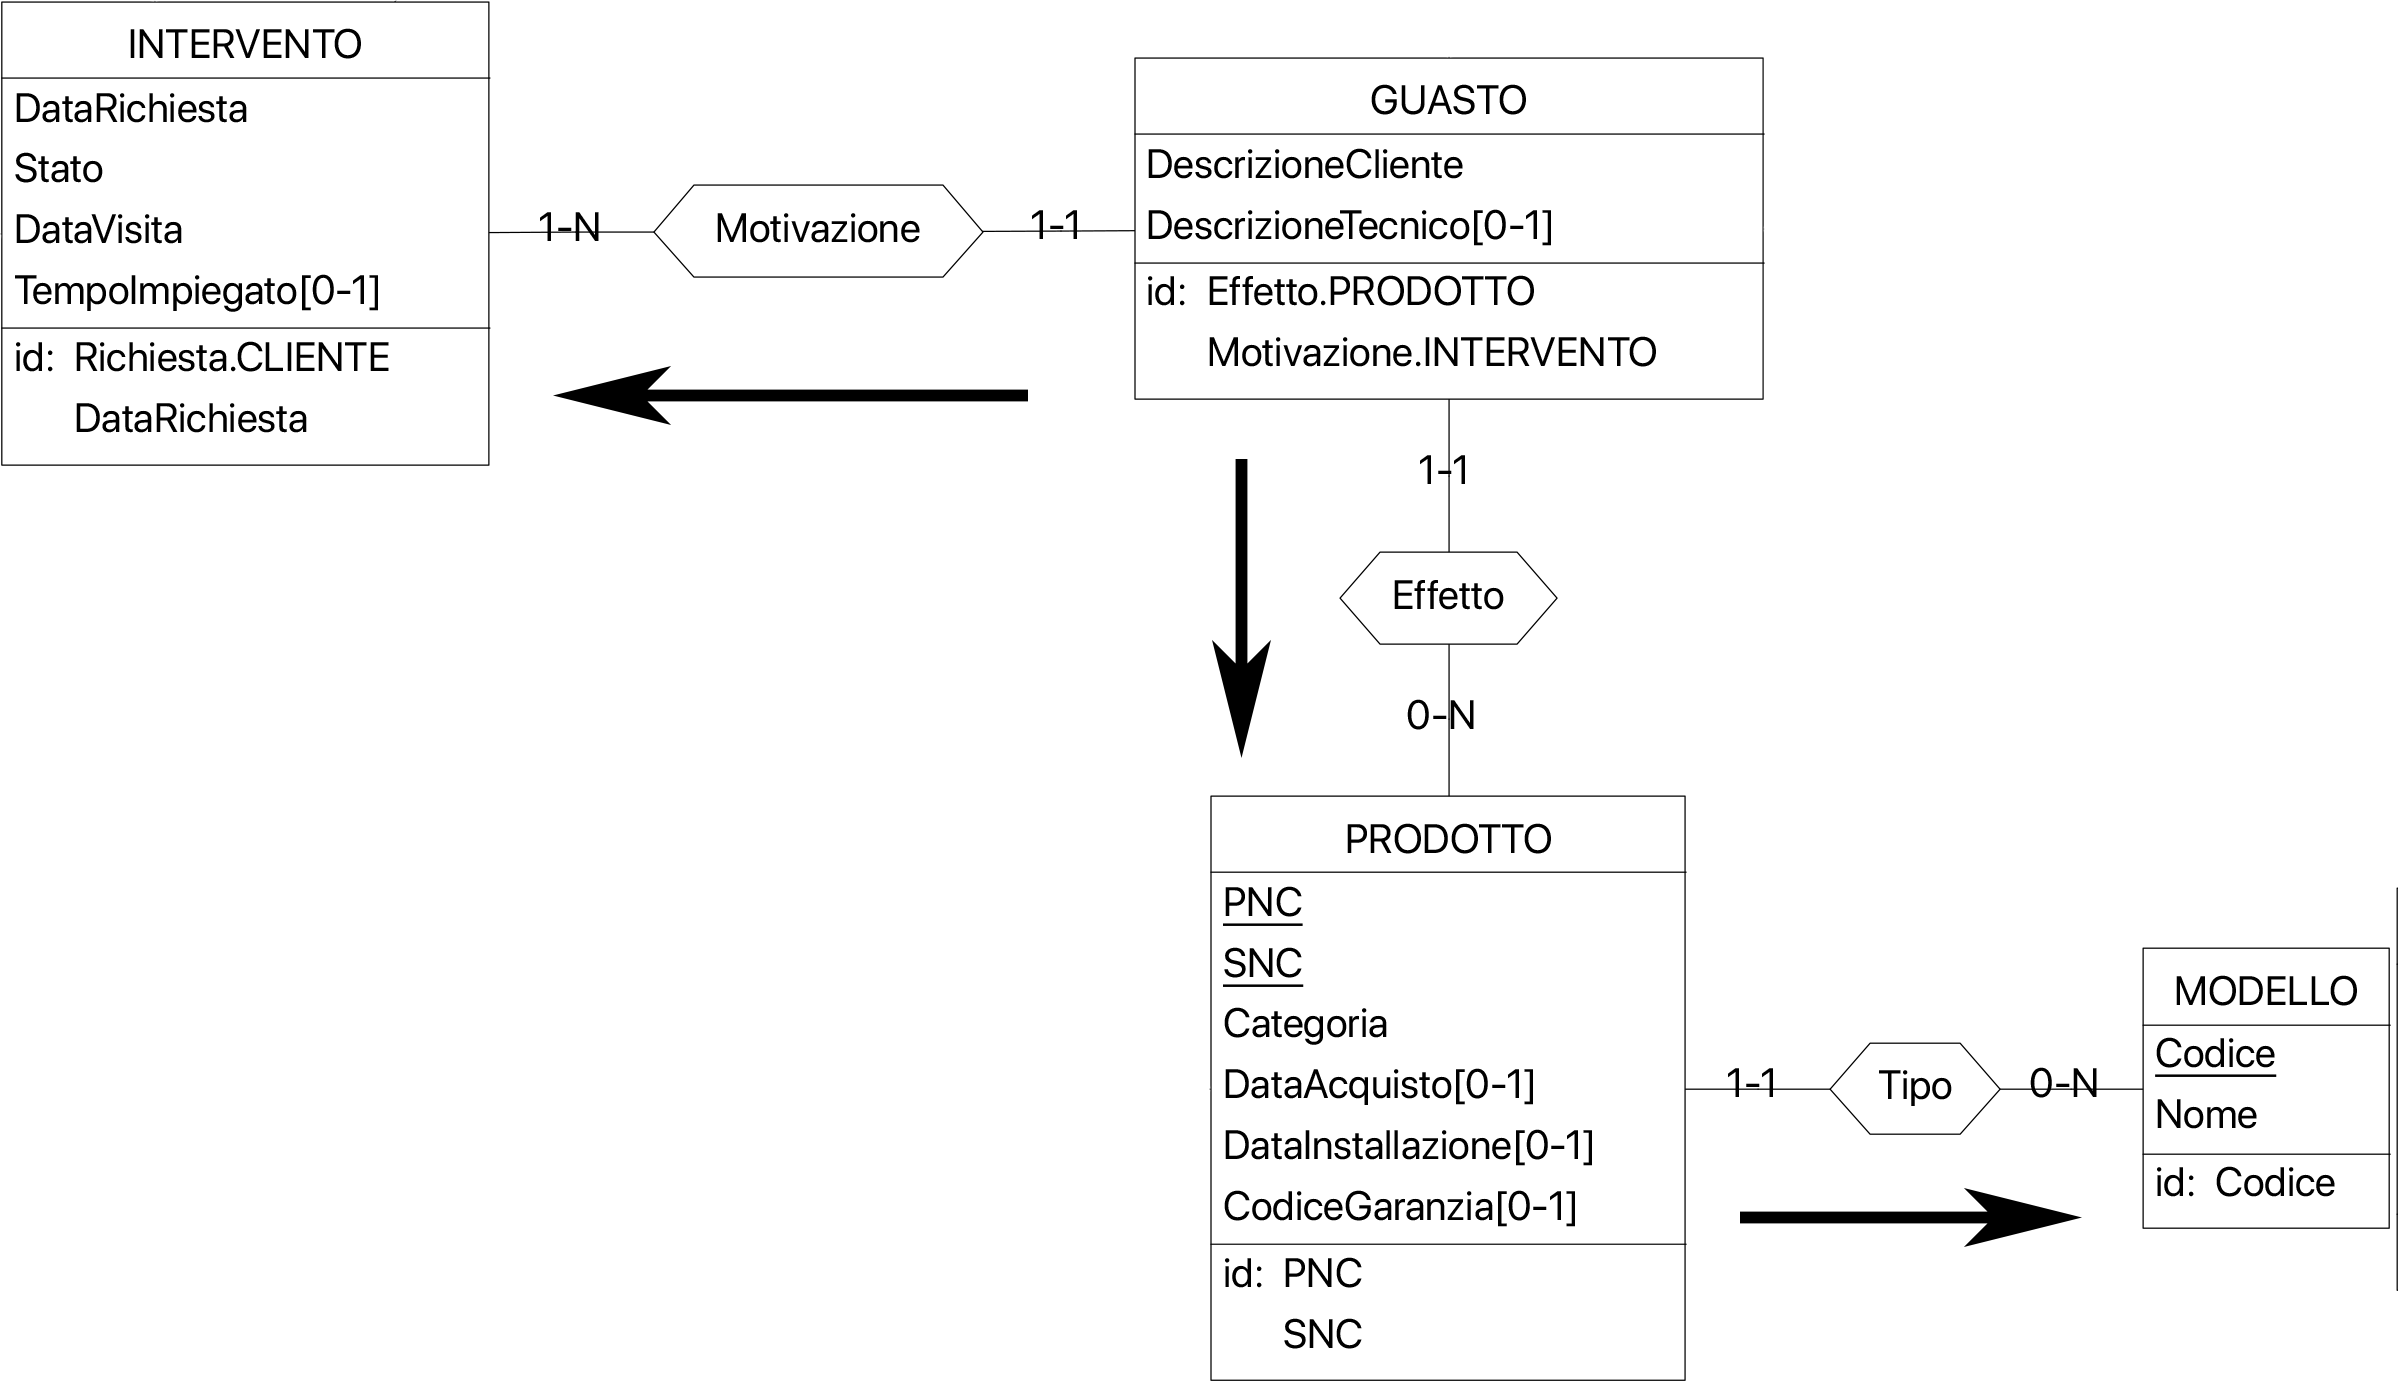 INTERVENTO
DataRichiesta
Stato
DataVisita
TempoImpiegato[0-1]
id: Richiesta.CLIENTE
DataRichiesta
1-N
Motivazione
1-1
GUASTO
DescrizioneCliente
DescrizioneTecnico[0-1]
id: Effetto.PRODOTTO
Motivazione.INTERVENTO
1-1
Effetto
0-N
PRODOTTO
PNC
SNC
Categoria
DataAcquisto[0-1]
DataInstallazione[0-1]
CodiceGaranzia[0-1]
id: PNC
SNC
1-1
Tipo
0-N
MODELLO
Codice
Nome
id: Codice